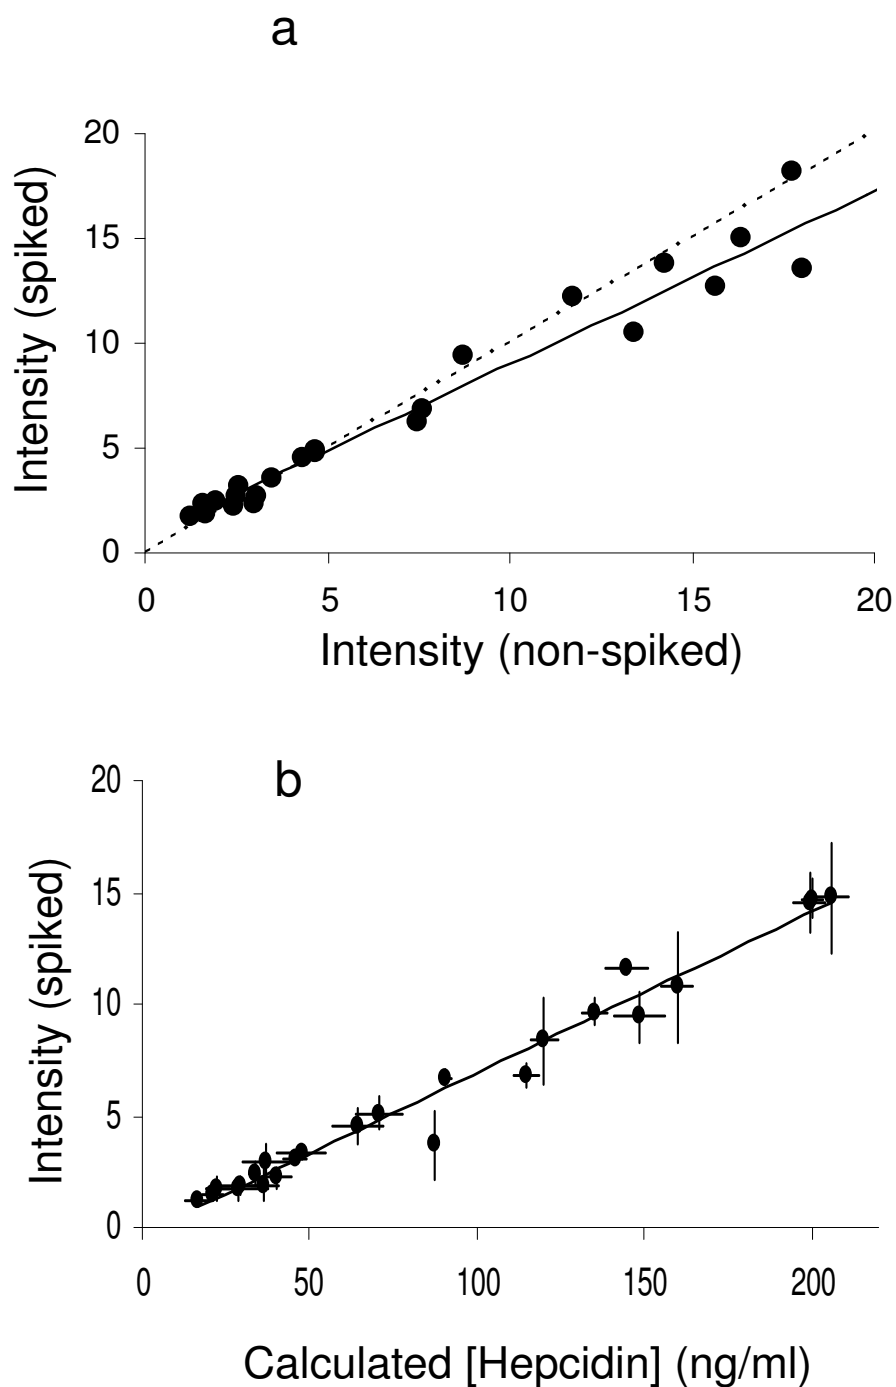 a
20
15
10
5
0
Intensity (spiked)
0 5 10 15 20
Intensity (non-spiked)
b
20
15
10
5
0
Intensity (spiked)
0 50 100 150 200
Calculated [Hepcidin] (ng/ml)